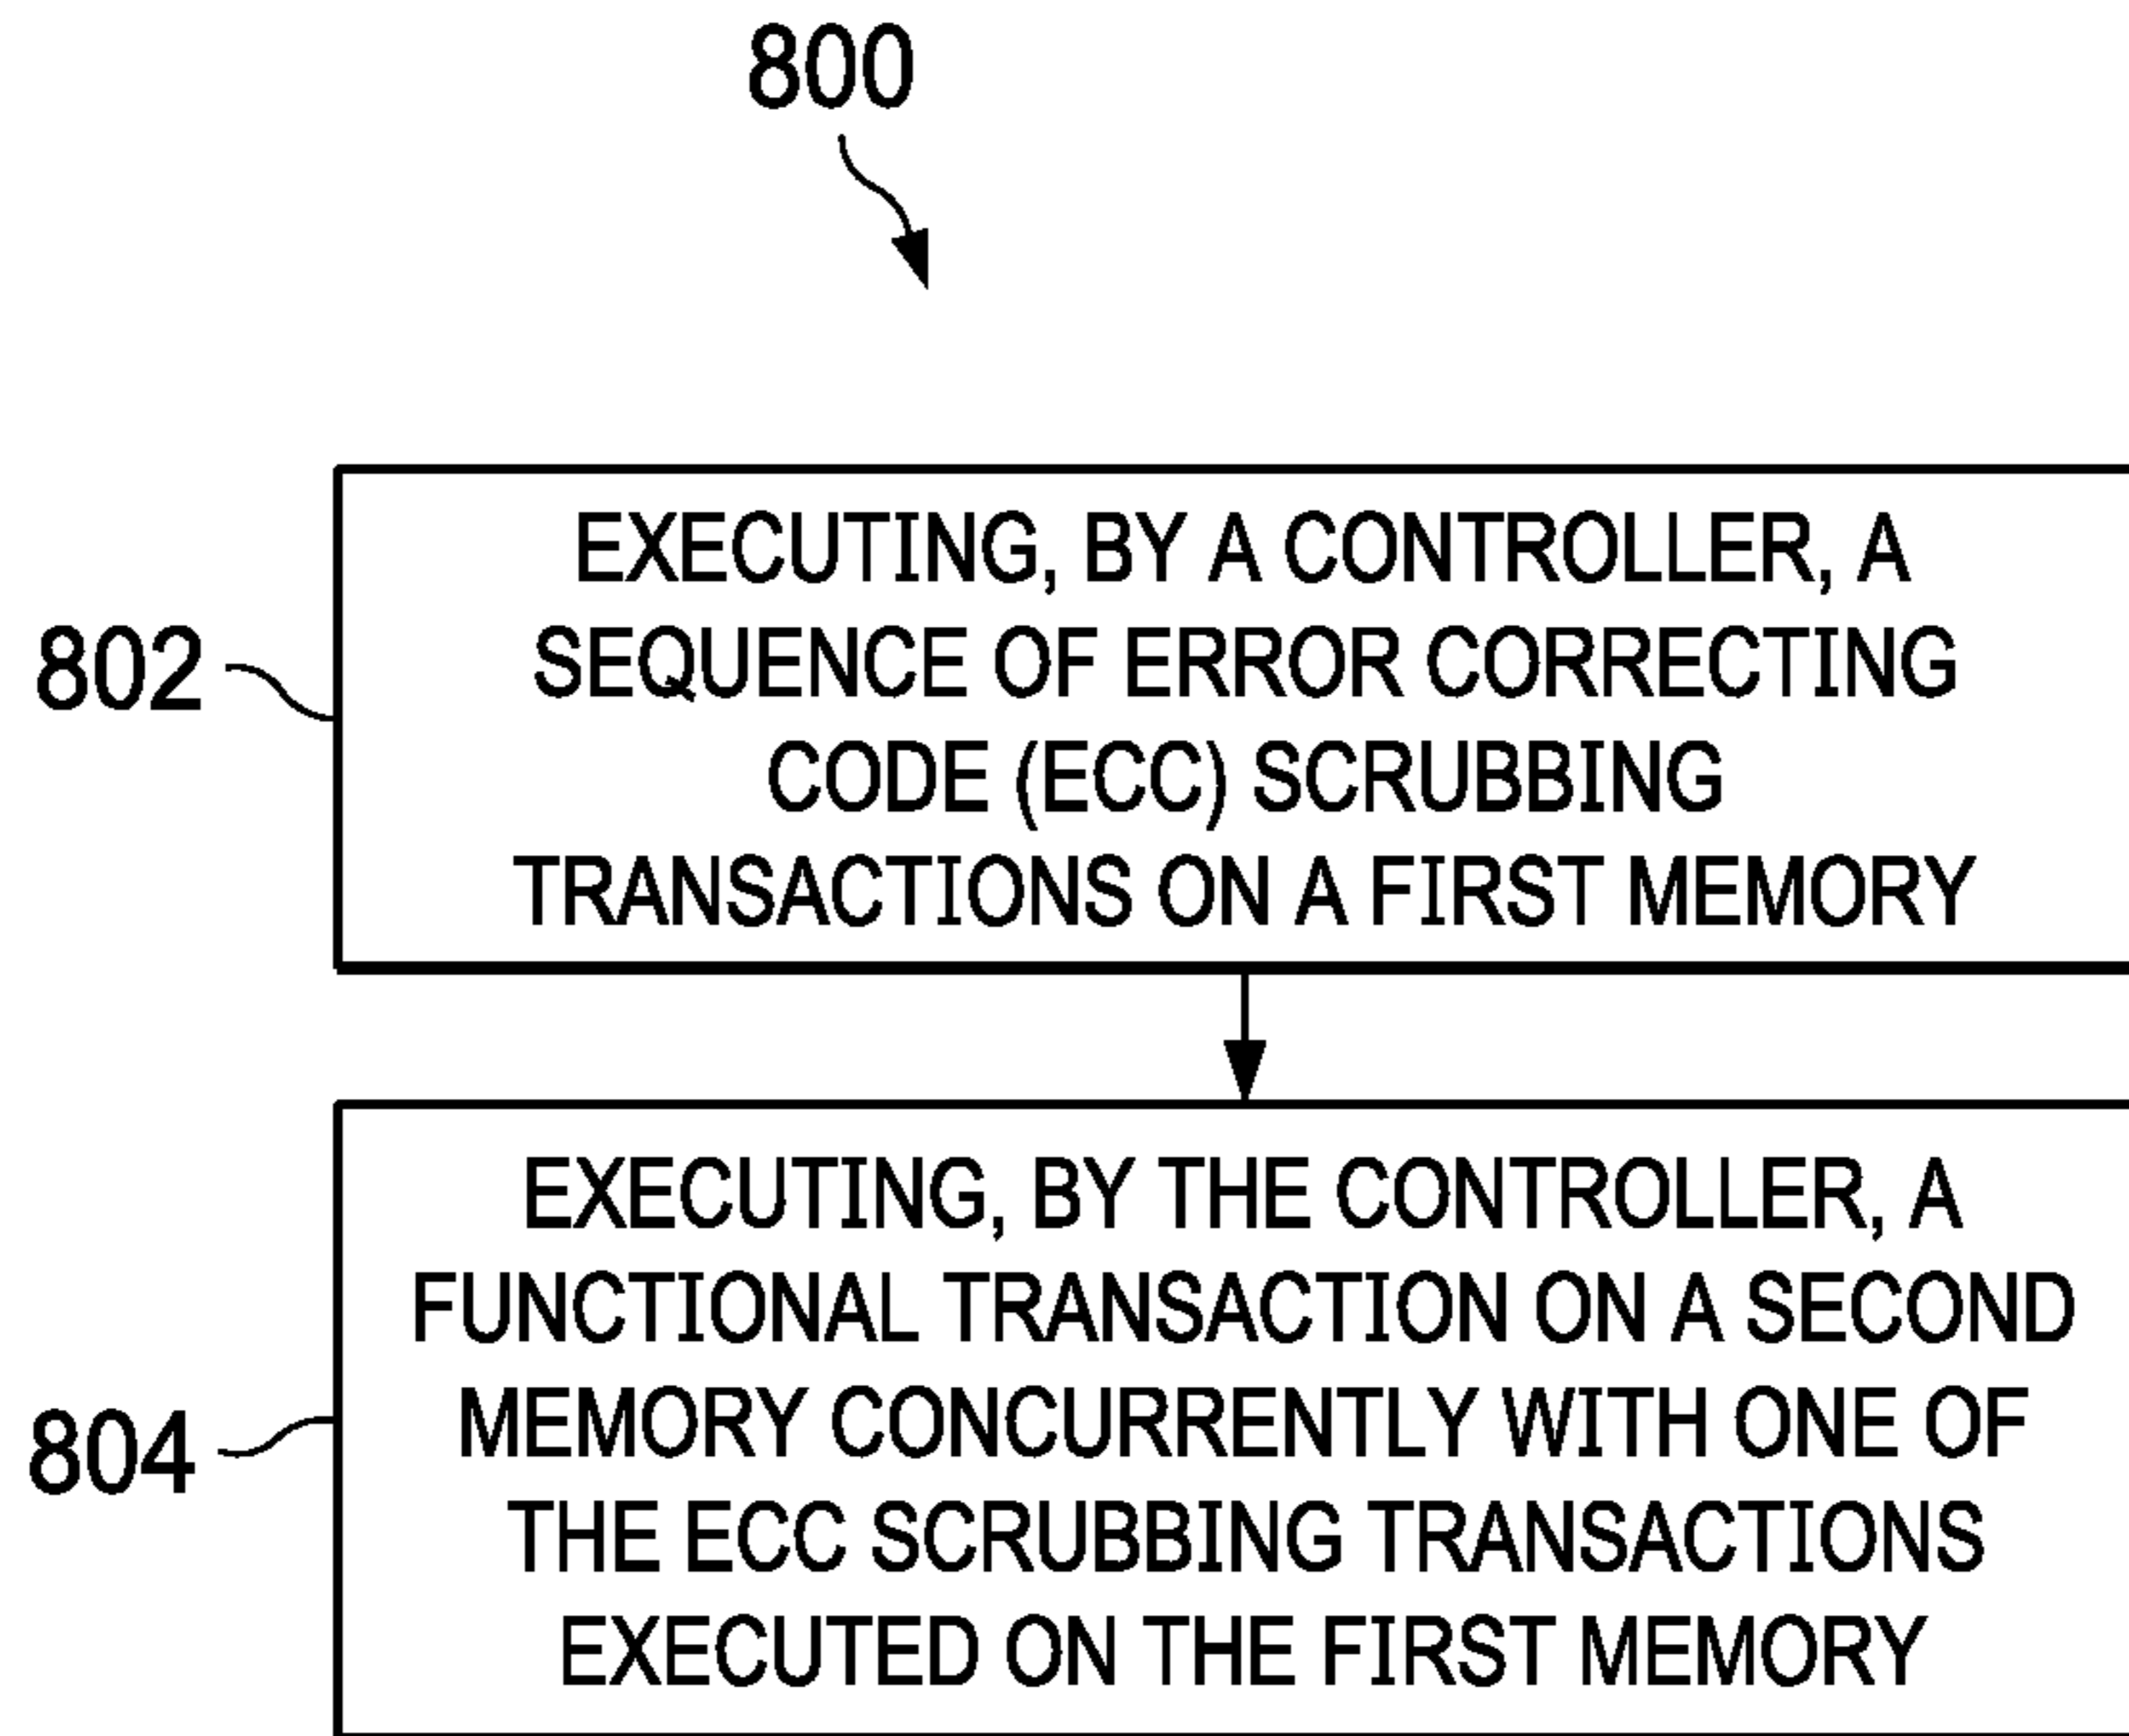 800
802
EXECUTING, BY A CONTROLLER, A
SEQUENCE OF ERROR CORRECTING
CODE (ECC) SCRUBBING
TRANSACTIONS ON A FIRST MEMORY
804
EXECUTING, BY THE CONTROLLER, A
FUNCTIONAL TRANSACTION ON A SECOND
MEMORY CONCURRENTLY WITH ONE OF
THE ECC SCRUBBING TRANSACTIONS
EXECUTED ON THE FIRST MEMORY